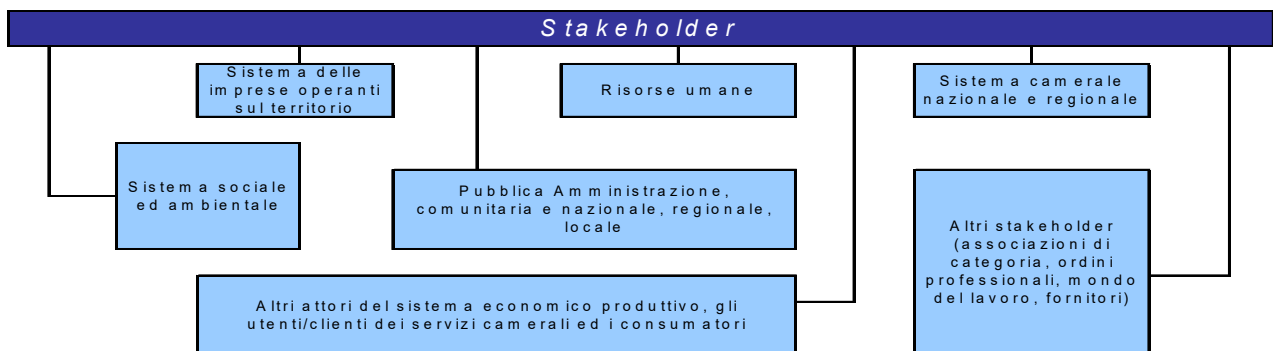 Stakeholder
Sistema delle
imprese operanti
sul territorio
Risorse umane
Sistema camerale
nazionale e regionale
Sistema sociale
ed ambientale
Pubblica Amministrazione,
comunitaria e nazionale, regionale,
locale
Altri stakeholder
(associazioni di
categoria, ordini
professionali, mondo
del lavoro, fornitori)
Altri attori del sistema economico produttivo, gli
utenti/clienti dei servizi camerali ed i consumatori